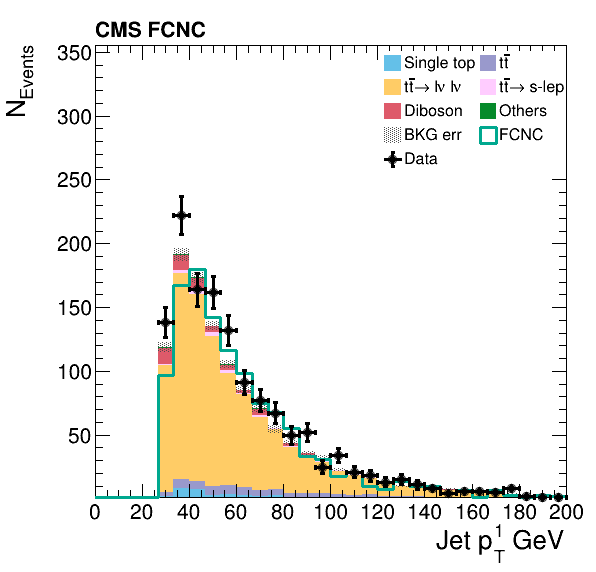 CMS FCNC
N_Events
350
300
250
200
150
100
50
Single top
tt̄
tt̄→ lν lν
tt̄→ s-lep
Diboson
Others
BKG err
FCNC
Data
0 20 40 60 80 100 120 140 160 180 200
Jet p_T^1 GeV